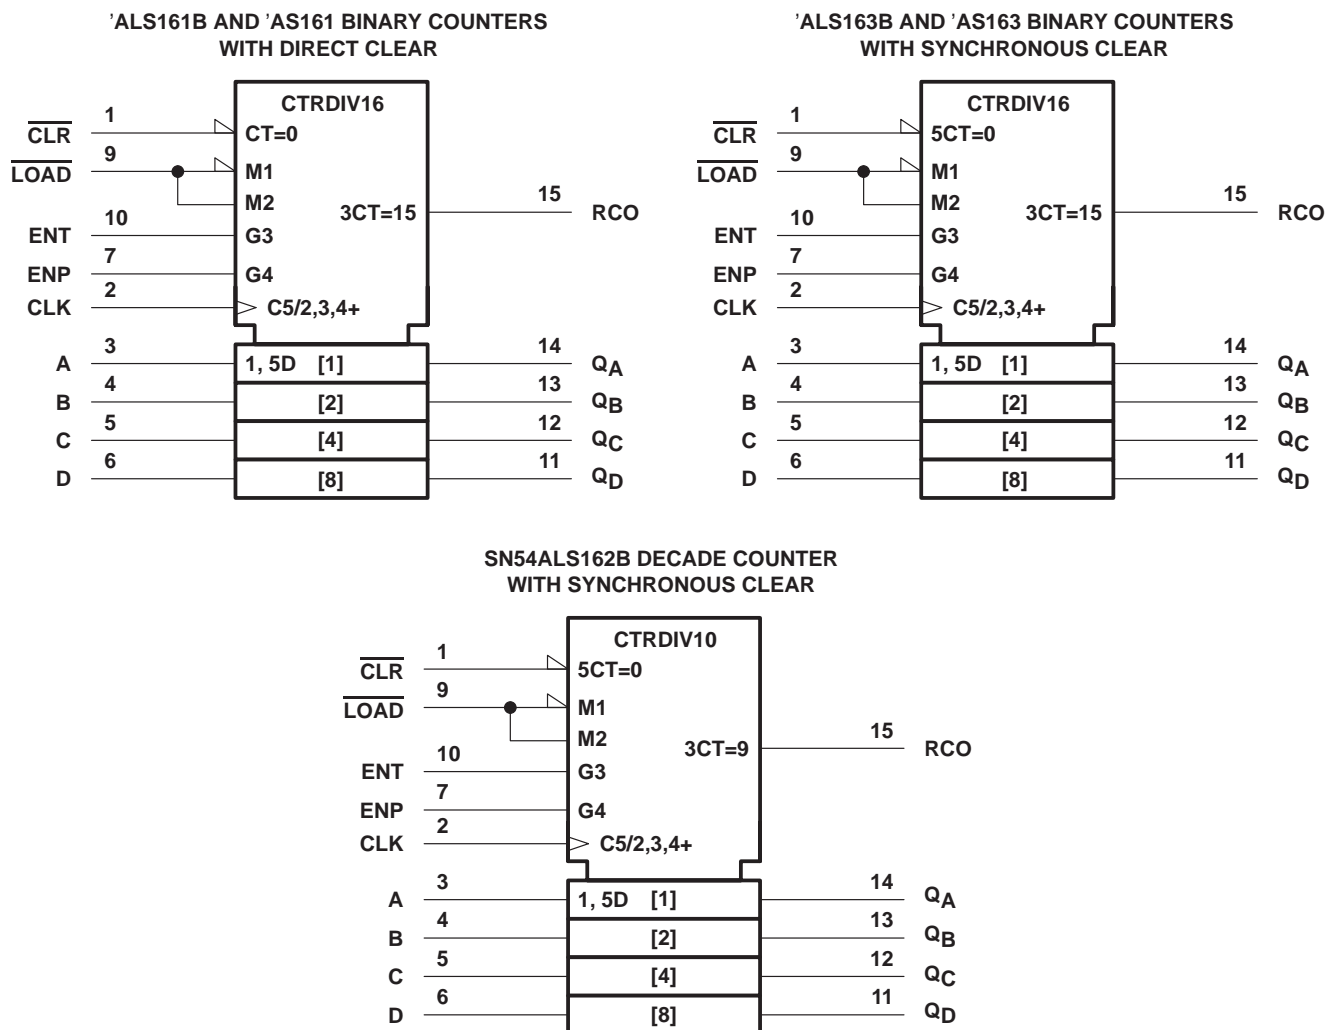 'ALS161B AND 'AS161 BINARY COUNTERS
WITH DIRECT CLEAR
CTRDIV16
CLR 1 CT=0
LOAD 9 M1
M2
3CT=15 15 RCO
ENT 10 G3
ENP 7 G4
CLK 2 C5/2,3,4+
A 3 1, 5D [1] 14 QA
B 4 [2] 13 QB
C 5 [4] 12 QC
D 6 [8] 11 QD
'ALS163B AND 'AS163 BINARY COUNTERS
WITH SYNCHRONOUS CLEAR
CTRDIV16
CLR 1 5CT=0
LOAD 9 M1
M2
3CT=15 15 RCO
ENT 10 G3
ENP 7 G4
CLK 2 C5/2,3,4+
A 3 1, 5D [1] 14 QA
B 4 [2] 13 QB
C 5 [4] 12 QC
D 6 [8] 11 QD
SN54ALS162B DECADE COUNTER
WITH SYNCHRONOUS CLEAR
CTRDIV10
CLR 1 5CT=0
LOAD 9 M1
M2
3CT=9 15 RCO
ENT 10 G3
ENP 7 G4
CLK 2 C5/2,3,4+
A 3 1, 5D [1] 14 QA
B 4 [2] 13 QB
C 5 [4] 12 QC
D 6 [8] 11 QD